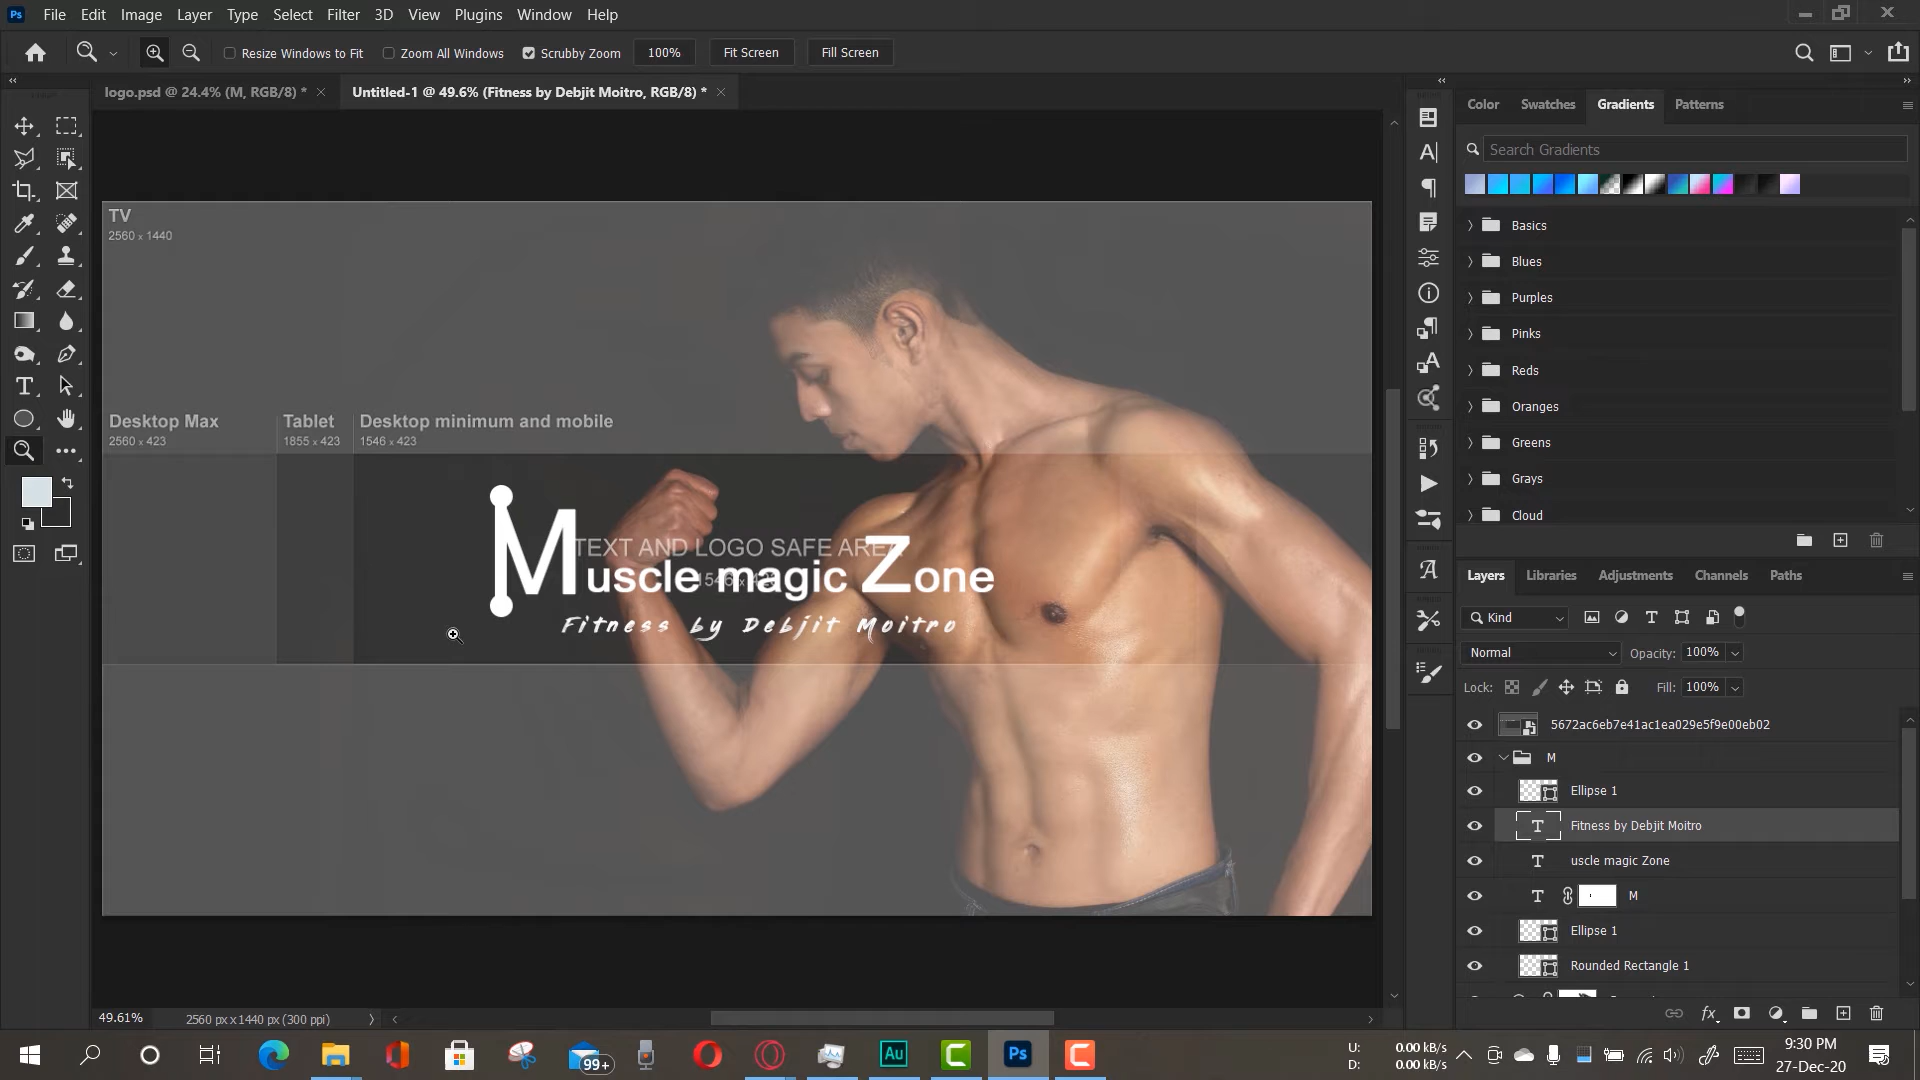 Ps File Edit Image Layer Type Select Filter 3D View Plugins Window Help
Resize Windows to Fit Zoom All Windows Scrubby Zoom 100% Fit Screen Fill Screen
logo.psd @ 24.4% (M, RGB/8) * × Untitled-1 @ 49.6% (Fitness by Debjit Moitro, RGB/8) * ×
Color Swatches Gradients Patterns
Search Gradients
Basics
Blues
Purples
Pinks
Reds
Oranges
Greens
Grays
Cloud
TV
2560 x 1440
Desktop Max
2560 x 423
Tablet
1855 x 423
Desktop minimum and mobile
1546 x 423
TEXT AND LOGO SAFE AREA
Muscle magic Zone
Fitness by Debjit Moitro
Layers Libraries Adjustments Channels Paths
Kind
Normal Opacity: 100%
Lock: Fill: 100%
5672ac6eb7e41ac1ea029e5f9e00eb02
M
Ellipse 1
Fitness by Debjit Moitro
uscle magic Zone
M
Ellipse 1
Rounded Rectangle 1
49.61% 2560 px x 1440 px (300 ppi)
99+
Au
Ps
U: 0.00 kB/s
D: 0.00 kB/s
9:30 PM
27-Dec-20